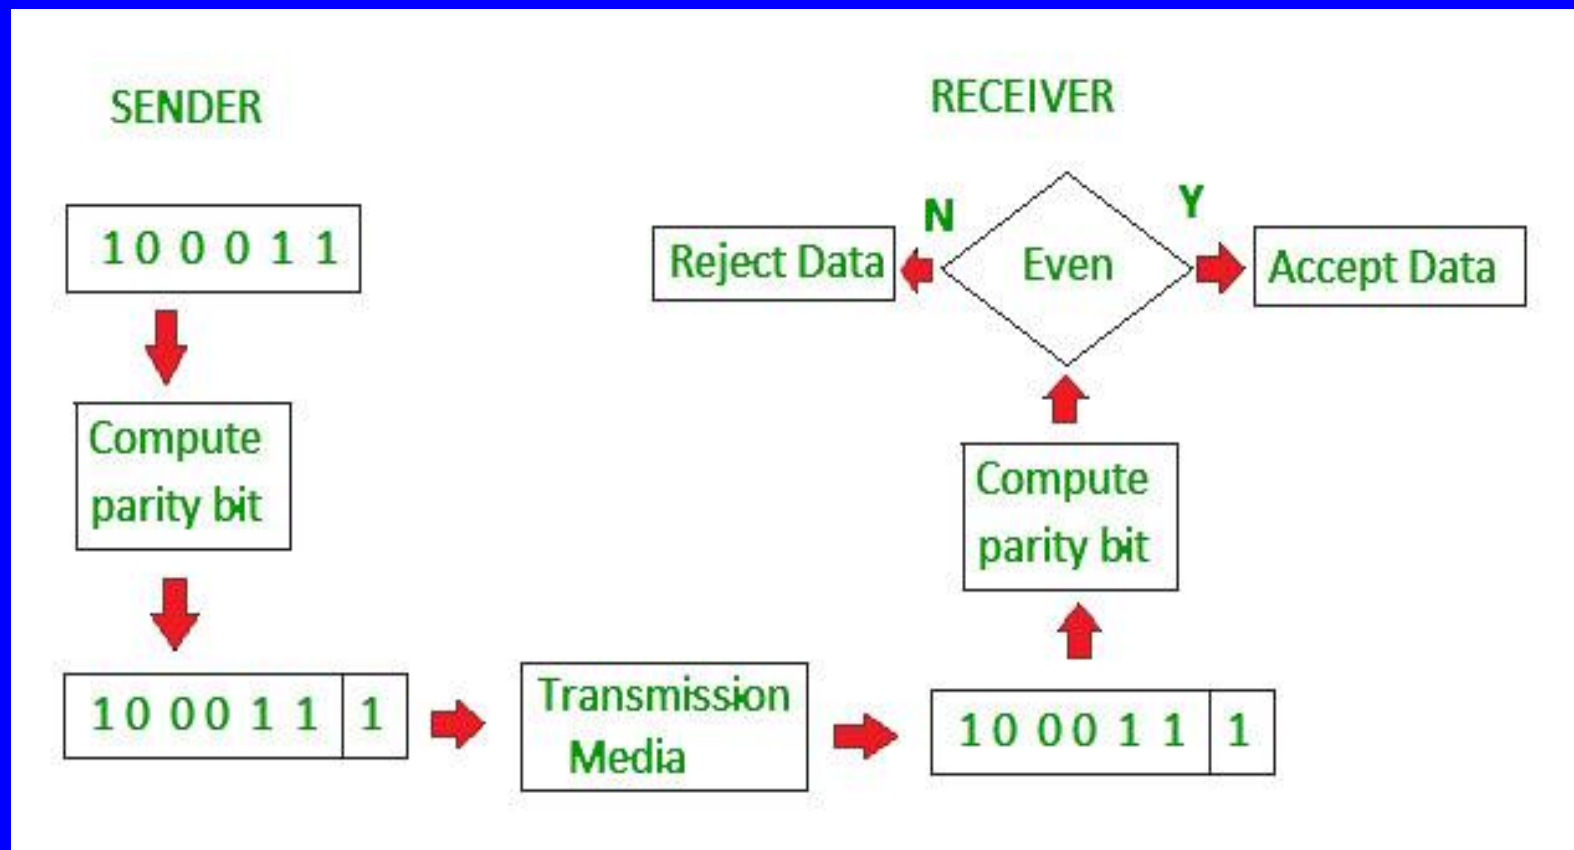 SENDER
1 0 0 0 1 1
Compute
parity bit
1 0 0 0 1 1 1
Transmission
Media
RECEIVER
N
Y
Reject Data
Even
Accept Data
Compute
parity bit
1 0 0 0 1 1 1